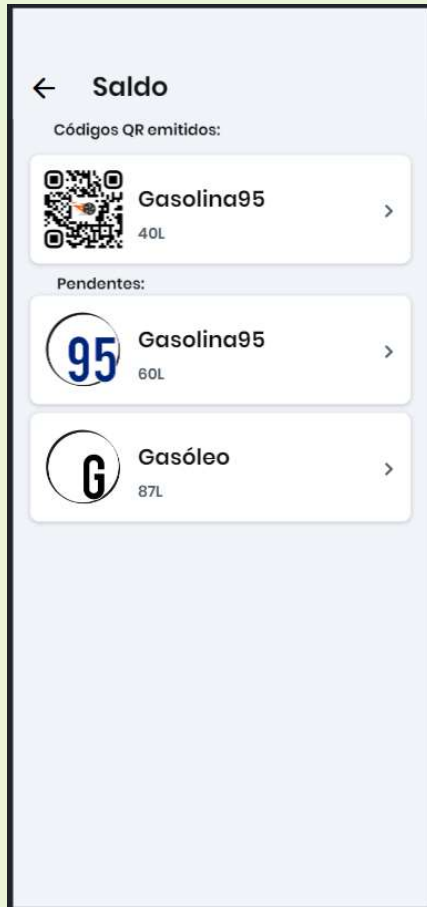 Saldo
Códigos QR emitidos:
Gasolina95
40L
Pendentes:
95
Gasolina95
60L
G
Gasóleo
87L